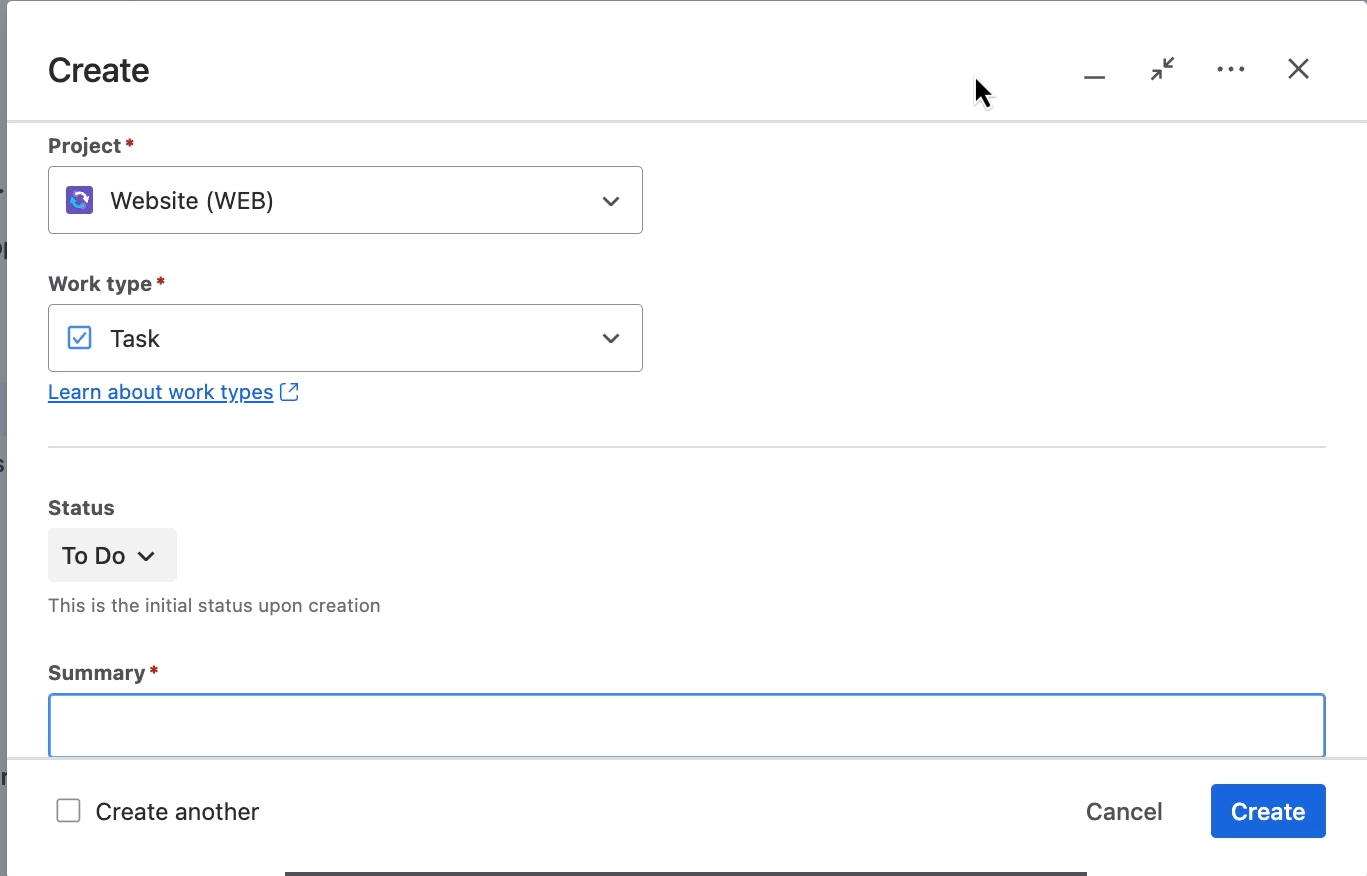 Create
Project*
Website (WEB)
Work type*
Task
Learn about work types
Status
To Do
This is the initial status upon creation
Summary*
Create another
Cancel
Create